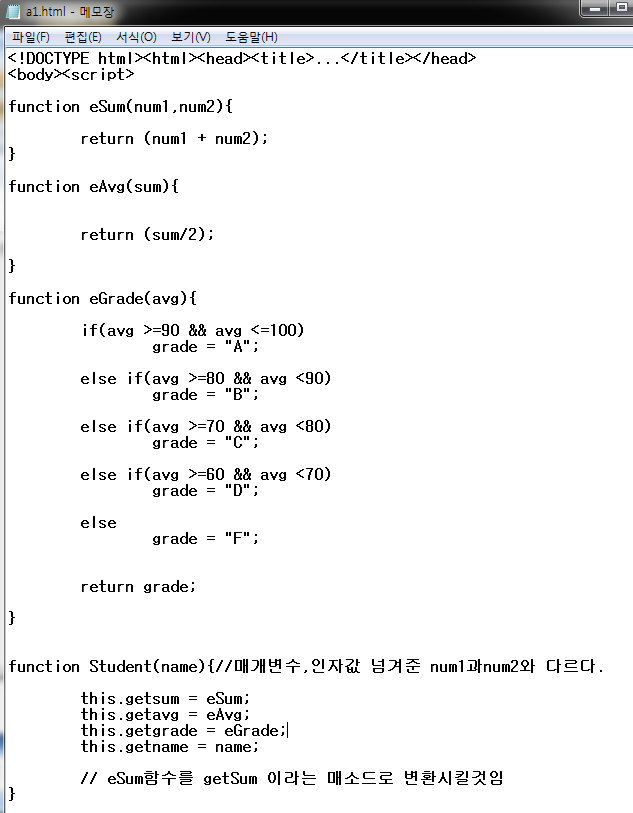 a1.html - 메모장
파일(F) 편집(E) 서식(O) 보기(V) 도움말(H)
<!DOCTYPE html><html><head><title>...</title></head>
<body><script>
function eSum(num1,num2){
return (num1 + num2);
}
function eAvg(sum){
return (sum/2);
}
function eGrade(avg){
if(avg >=90 && avg <=100)
grade = "A";
else if(avg >=80 && avg <90)
grade = "B";
else if(avg >=70 && avg <80)
grade = "C";
else if(avg >=60 && avg <70)
grade = "D";
else
grade = "F";
return grade;
}
function Student(name){//매개변수,인자값 넘겨준 num1과num2와 다르다.
this.getsum = eSum;
this.getavg = eAvg;
this.getgrade = eGrade;
this.getname = name;
// eSum함수를 getSum 이라는 매소드로 변환시킬것임
}